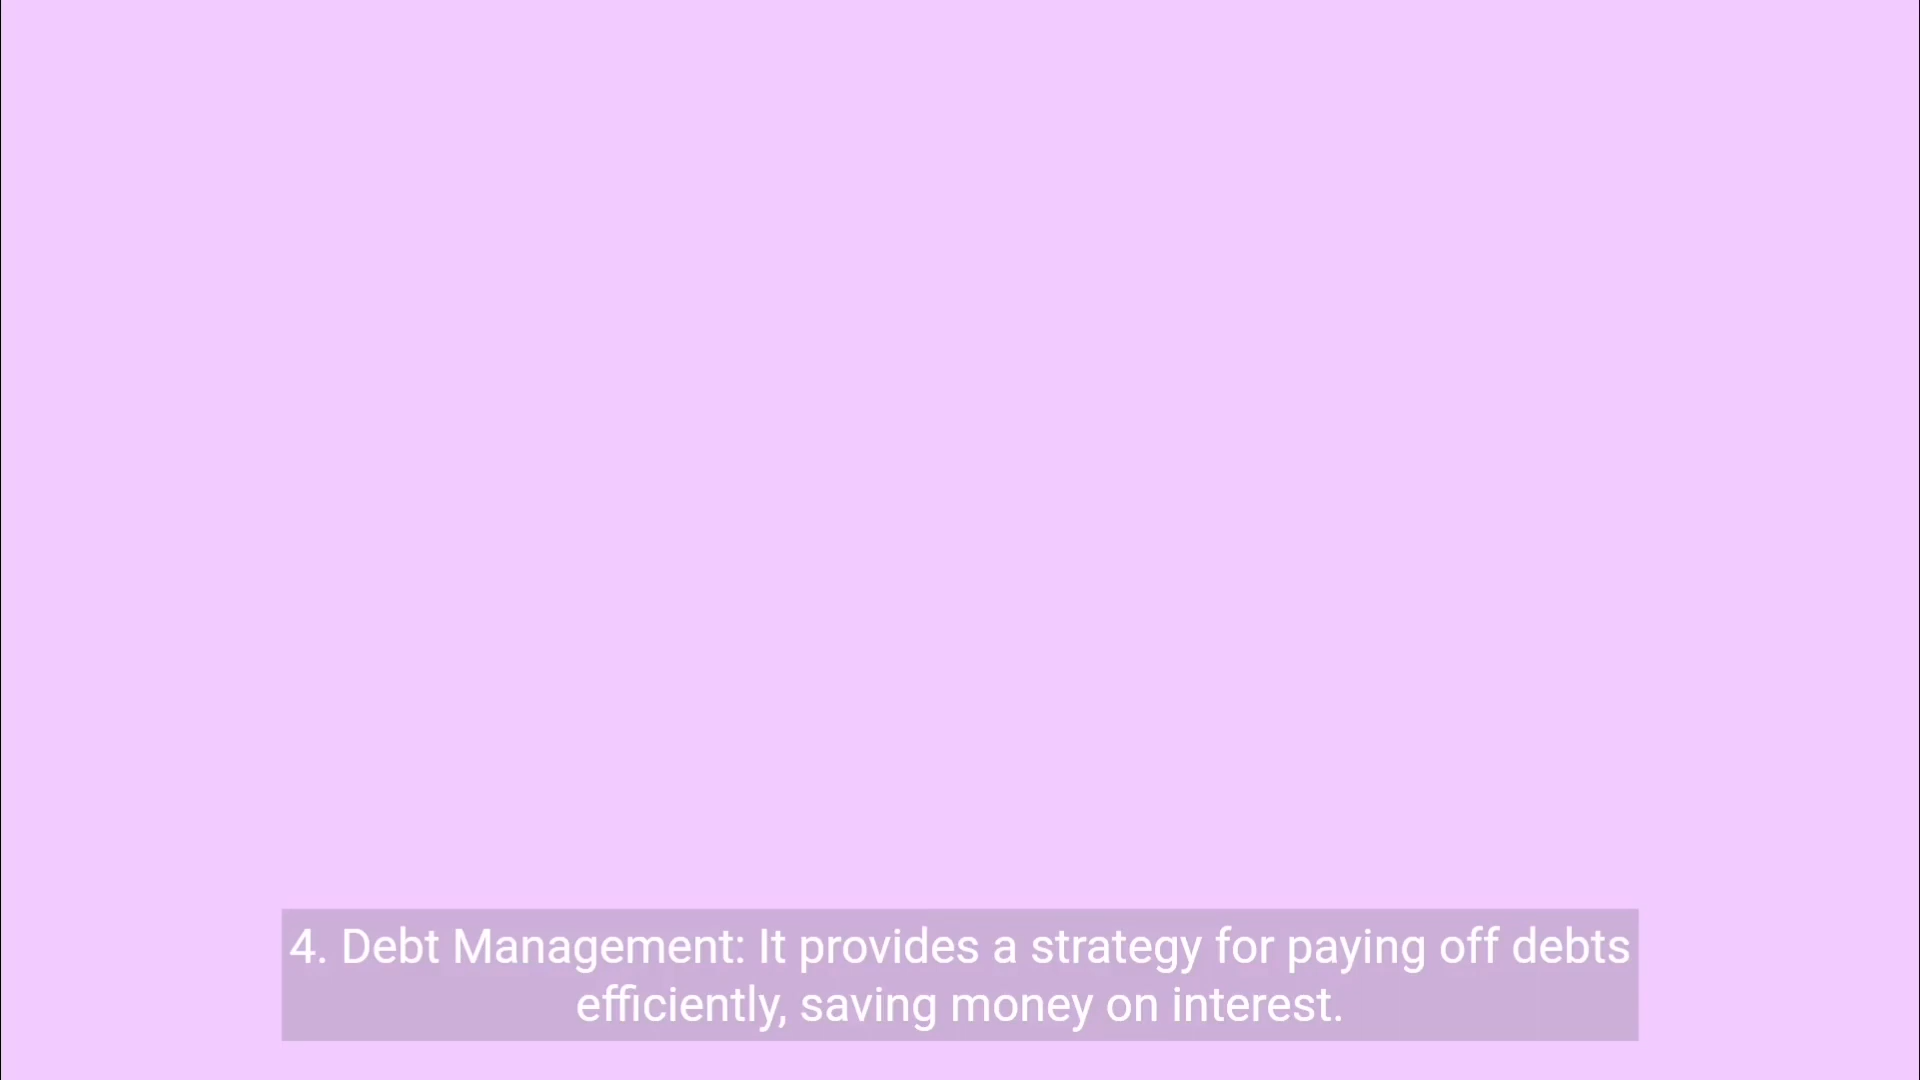 4. Debt Management: It provides a strategy for paying off debts
efficiently, saving money on interest.